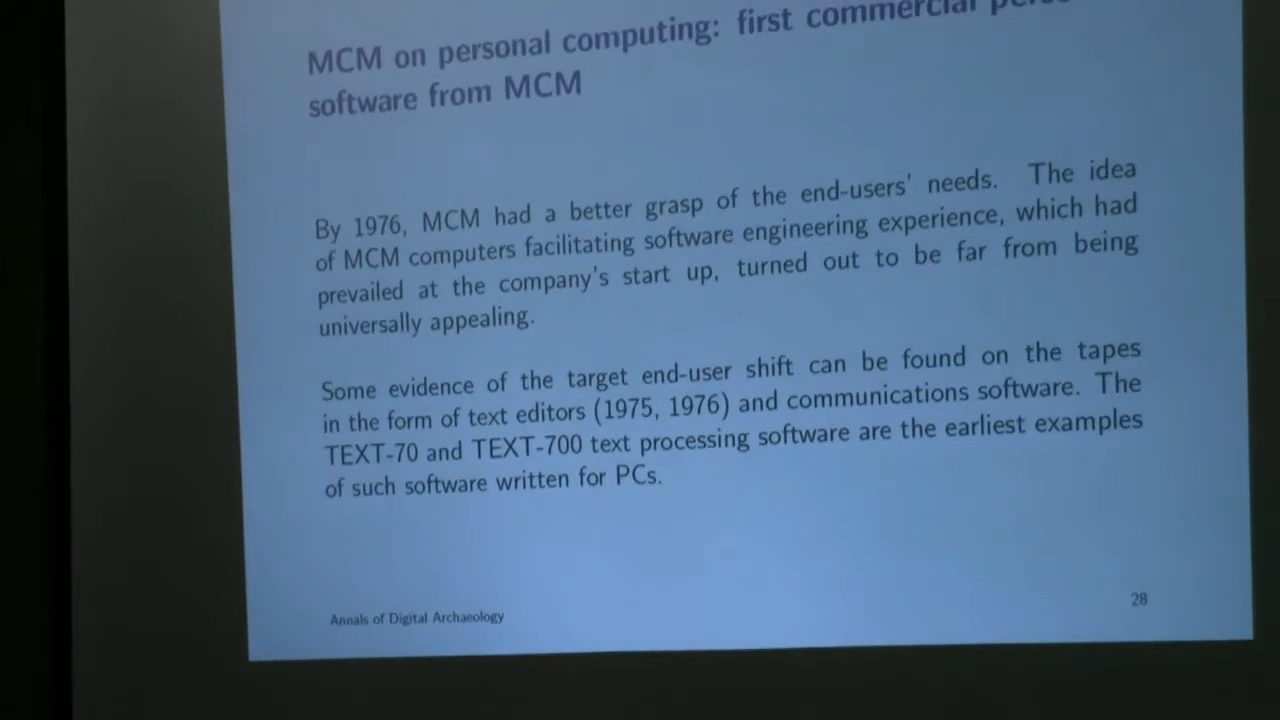 MCM on personal computing: first commercial
software from MCM
By 1976, MCM had a better grasp of the end-users' needs. The idea
of MCM computers facilitating software engineering experience, which had
prevailed at the company's start up, turned out to be far from being
universally appealing.
Some evidence of the target end-user shift can be found on the tapes
in the form of text editors (1975, 1976) and communications software. The
TEXT-70 and TEXT-700 text processing software are the earliest examples
of such software written for PCs.
Annals of Digital Archaeology
28